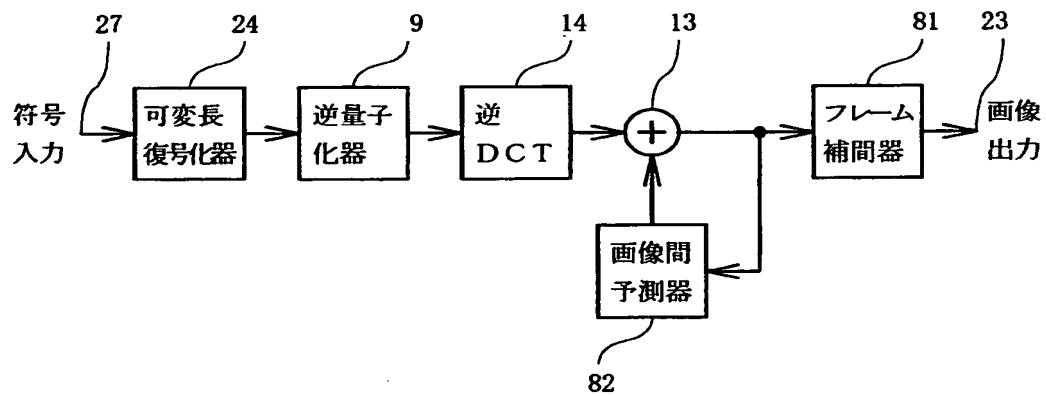 27
24
9
14
13
81
23
符号
入力
可変長
復号化器
逆量子
化器
逆
DCT
+
フレーム
補間器
画像
出力
画像間
予測器
82